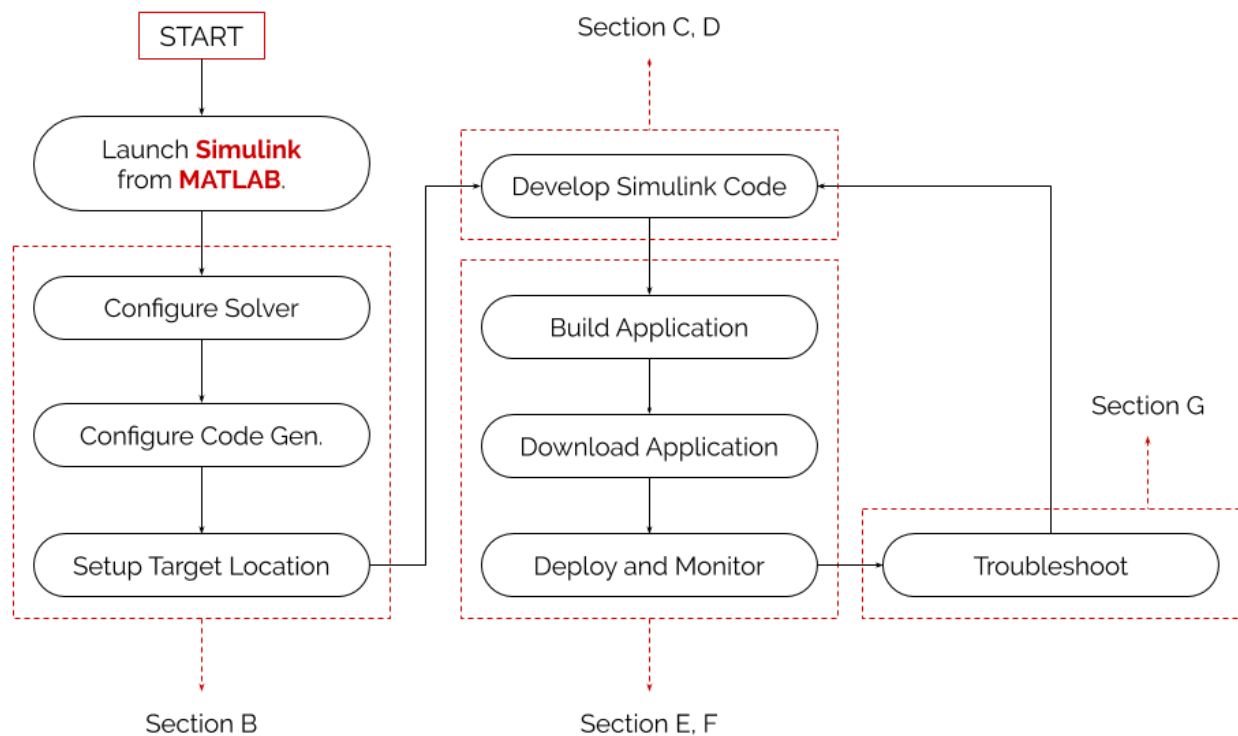 START
Launch Simulink
from MATLAB.
Configure Solver
Configure Code Gen.
Setup Target Location
Section B
Section C, D
Develop Simulink Code
Build Application
Download Application
Deploy and Monitor
Section E, F
Section G
Troubleshoot